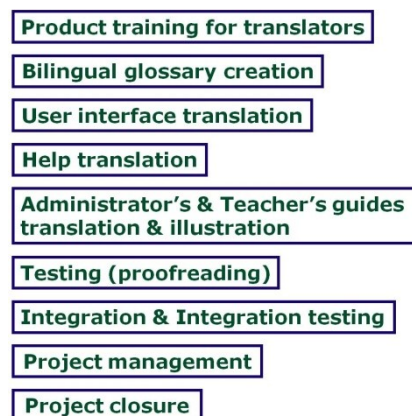 Product training for translators
Bilingual glossary creation
User interface translation
Help translation
Administrator’s & Teacher’s guides
translation & illustration
Testing (proofreading)
Integration & Integration testing
Project management
Project closure